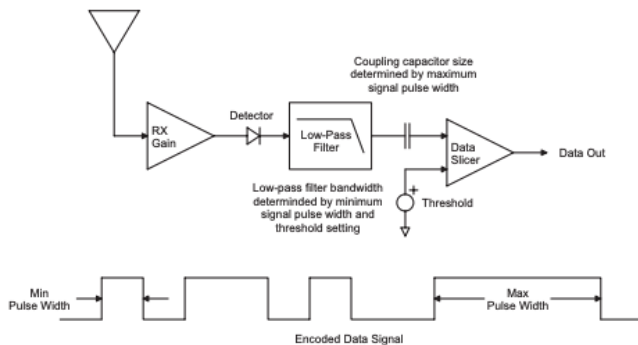 Coupling capacitor size
determined by maximum
signal pulse width
Detector
RX
Gain
Low-Pass
Filter
Data
Slicer
Data Out
Low-pass filter bandwidth
determinded by minimum
signal pulse width and
threshold setting
+
Threshold
Min
Pulse Width
Max
Pulse Width
Encoded Data Signal